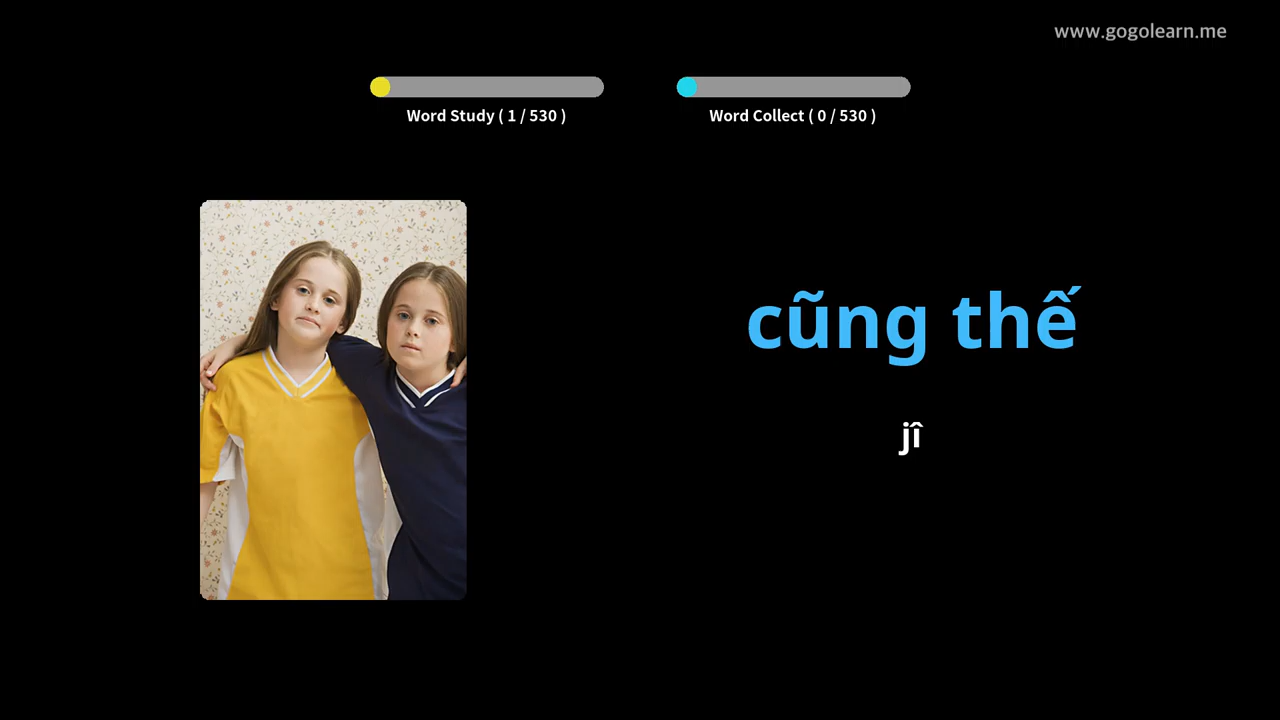 www.gogolearn.me
Word Study ( 1 / 530 )
Word Collect ( 0 / 530 )
cũng thế
jî